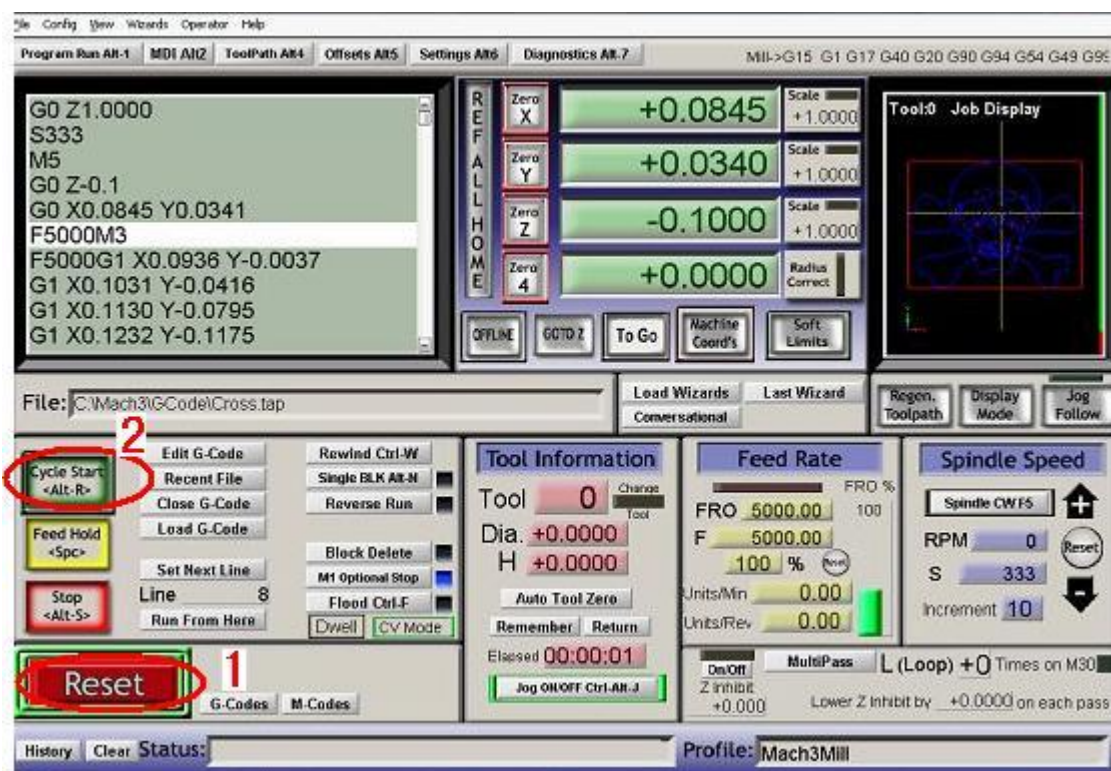 File Config View Wizards Operator Help
Program Run Alt-1 MDI Alt2 ToolPath Alt4 Offsets Alt5 Settings Alt6 Diagnostics Alt-7 Mill->G15 G1 G17 G40 G20 G90 G94 G54 G49 G99
G0 Z1.0000
S333
M5
G0 Z-0.1
G0 X0.0845 Y0.0341
F5000M3
F5000G1 X0.0936 Y-0.0037
G1 X0.1031 Y-0.0416
G1 X0.1130 Y-0.0795
G1 X0.1232 Y-0.1175
REF ALL HOME
Zero X +0.0845 Scale +1.0000
Zero Y +0.0340 Scale +1.0000
Zero Z -0.1000 Scale +1.0000
Zero 4 +0.0000 Radius Correct
OFFLINE GOTO Z To Go Machine Coord's Soft Limits
Tool:0 Job Display
File: C:\Mach3\GCode\Cross.tap
Load Wizards Last Wizard
Conversational
Regen. Toolpath Display Mode Jog Follow
2
Cycle Start <Alt-R>
Feed Hold <Spc>
Stop <Alt-S>
Edit G-Code
Recent File
Close G-Code
Load G-Code
Set Next Line
Line 8
Run From Here
Rewind Ctrl-W
Single BLK Alt-N
Reverse Run
Block Delete
M1 Optional Stop
Flood Ctrl-F
Dwell CV Mode
Reset
1
G-Codes M-Codes
Tool Information
Tool 0 Change Tool
Dia. +0.0000
H +0.0000
Auto Tool Zero
Remember Return
Elapsed 00:00:01
Jog ON/OFF Ctrl-Alt-J
Feed Rate
FRO %
FRO 5000.00 100
F 5000.00
100 % Reset
Units/Min 0.00
Units/Rev 0.00
Spindle Speed
Spindle CW F5
RPM 0 Reset
S 333
Increment 10
On/Off MultiPass L (Loop) +0 Times on M30
Z Inhibit
+0.000 Lower Z Inhibit by +0.0000 on each pass
History Clear Status: Profile: Mach3Mill